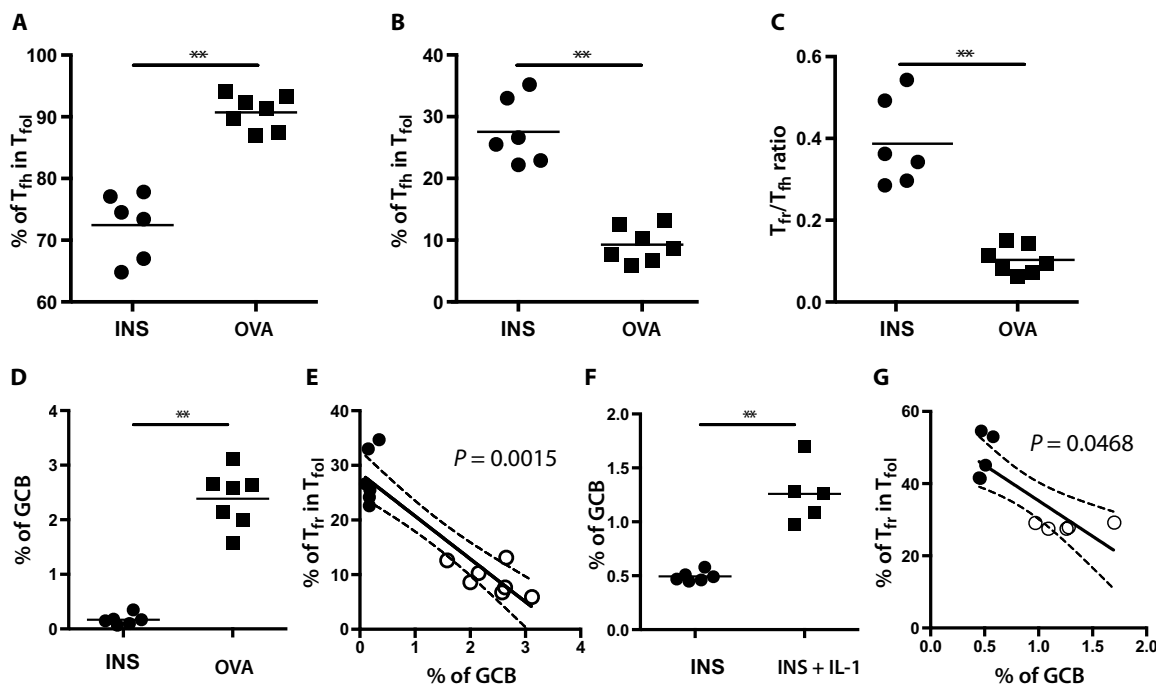 A
**
100
90
80
70
60
% of Tfh in Tfol
INS
OVA
B
**
40
30
20
10
0
% of Tfh in Tfol
INS
OVA
C
**
0.6
0.4
0.2
0.0
Tfr/Tfh ratio
INS
OVA
D
**
4
3
2
1
0
% of GCB
INS
OVA
E
40
30
20
10
0
% of Tfr in Tfol
P = 0.0015
0 1 2 3 4
% of GCB
F
**
2.0
1.5
1.0
0.5
0.0
% of GCB
INS
INS + IL-1
G
60
40
20
0
% of Tfr in Tfol
P = 0.0468
0.0 0.5 1.0 1.5 2.0
% of GCB